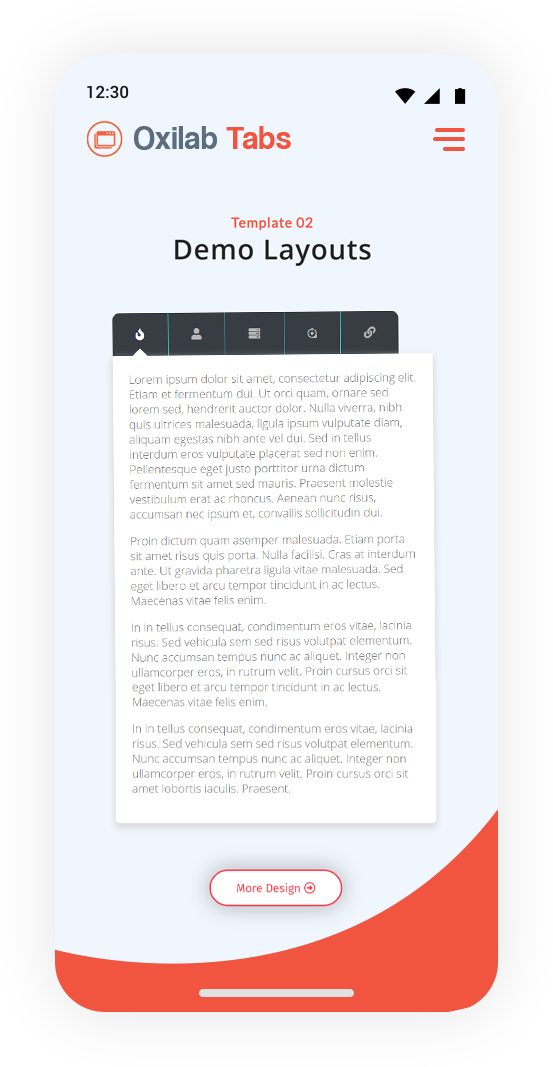 12:30
Oxilab Tabs
Template 02
Demo Layouts
Lorem ipsum dolor sit amet, consectetur adipiscing elit.
Etiam et fermentum dui. Ut orci quam, ornare sed
lorem sed, hendrerit auctor dolor. Nulla viverra, nibh
quis ultrices malesuada, ligula ipsum vulputate diam,
aliquam egestas nibh ante vel dui. Sed in tellus
interdum eros vulputate placerat sed non enim.
Pellentesque eget justo porttitor urna dictum
fermentum sit amet sed mauris. Praesent molestie
vestibulum erat ac rhoncus. Aenean nunc risus,
accumsan nec ipsum et, convallis sollicitudin dui.
Proin dictum quam asemper malesuada. Etiam porta
sit amet risus quis porta. Nulla facilisi. Cras at interdum
ante. Ut gravida pharetra ligula vitae malesuada. Sed
eget libero et arcu tempor tincidunt in ac lectus.
Maecenas vitae felis enim.
In in tellus consequat, condimentum eros vitae, lacinia
risus. Sed vehicula sem sed risus volutpat elementum.
Nunc accumsan tempus nunc ac aliquet. Integer non
ullamcorper eros, in rutrum velit. Proin cursus orci sit
eget libero et arcu tempor tincidunt in ac lectus.
Maecenas vitae felis enim.
In in tellus consequat, condimentum eros vitae, lacinia
risus. Sed vehicula sem sed risus volutpat elementum.
Nunc accumsan tempus nunc ac aliquet. Integer non
ullamcorper eros, in rutrum velit. Proin cursus orci sit
amet lobortis iaculis. Praesent.
More Design